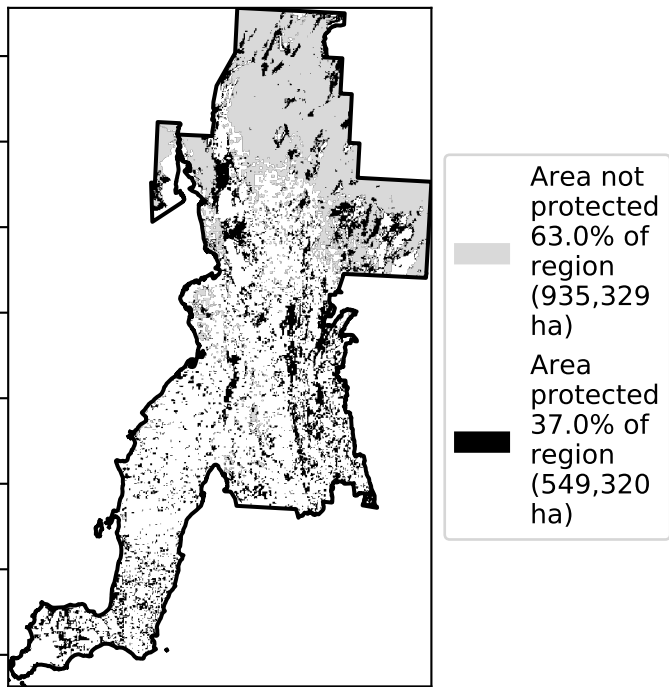 Area not
protected
63.0% of
region
(935,329
ha)
Area
protected
37.0% of
region
(549,320
ha)